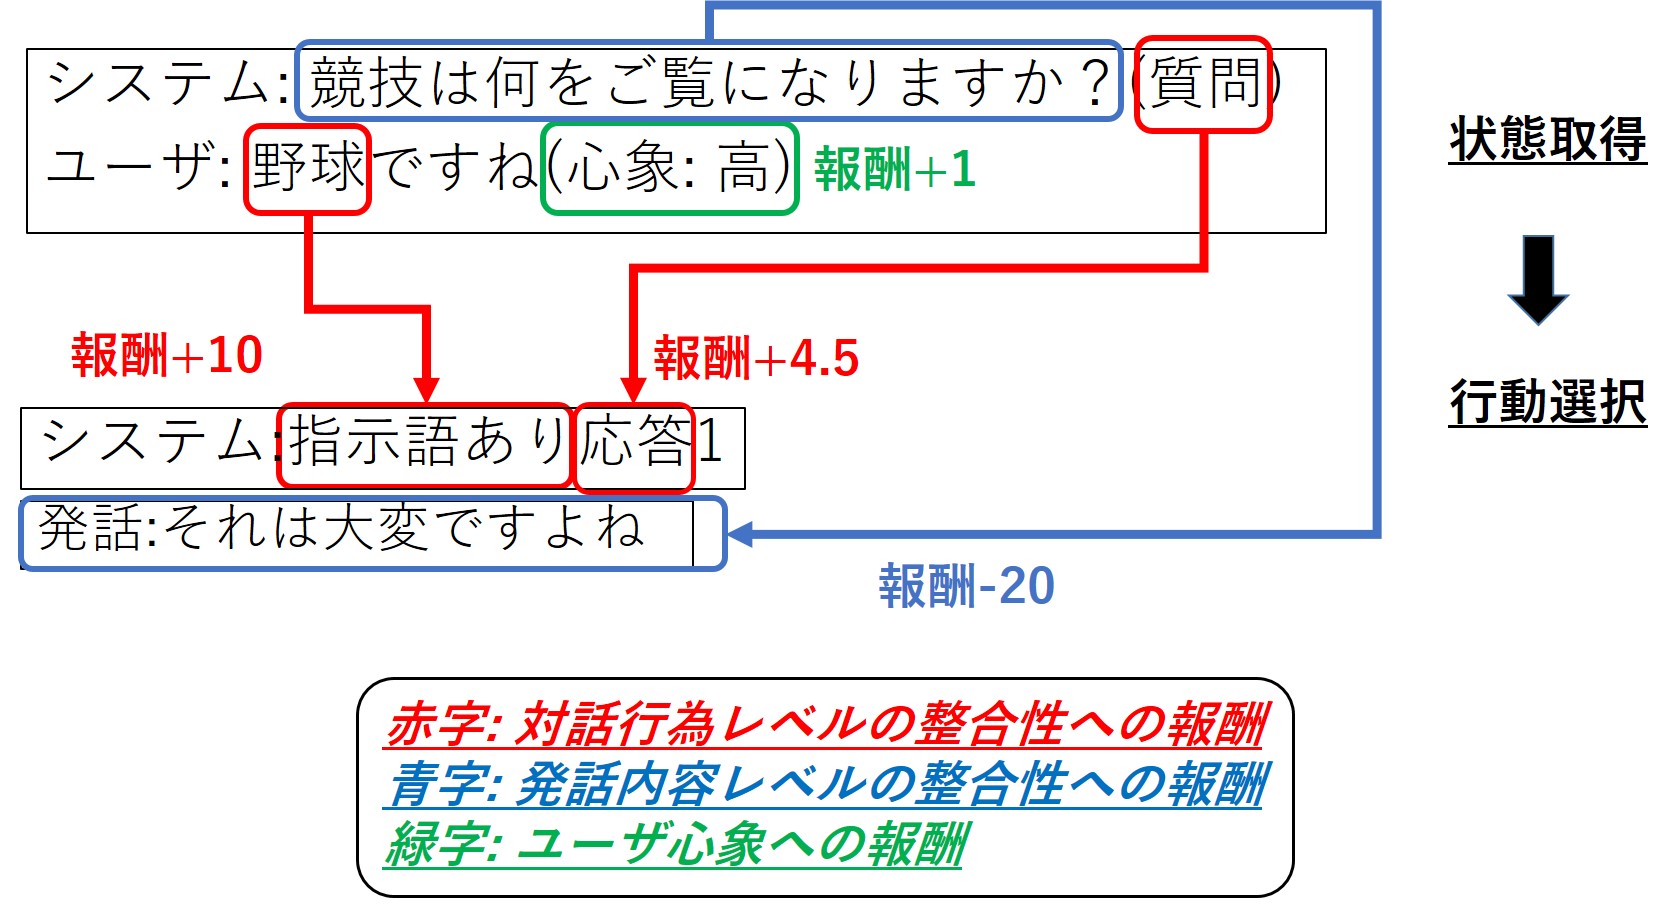 システム: 競技は何をご覧になりますか？(質問)
ユーザ: 野球ですね(心象: 高) 報酬+1
状態取得
報酬+10
報酬+4.5
行動選択
システム:指示語あり応答1
発話:それは大変ですよね
報酬-20
赤字: 対話行為レベルの整合性への報酬
青字: 発話内容レベルの整合性への報酬
緑字: ユーザ心象への報酬